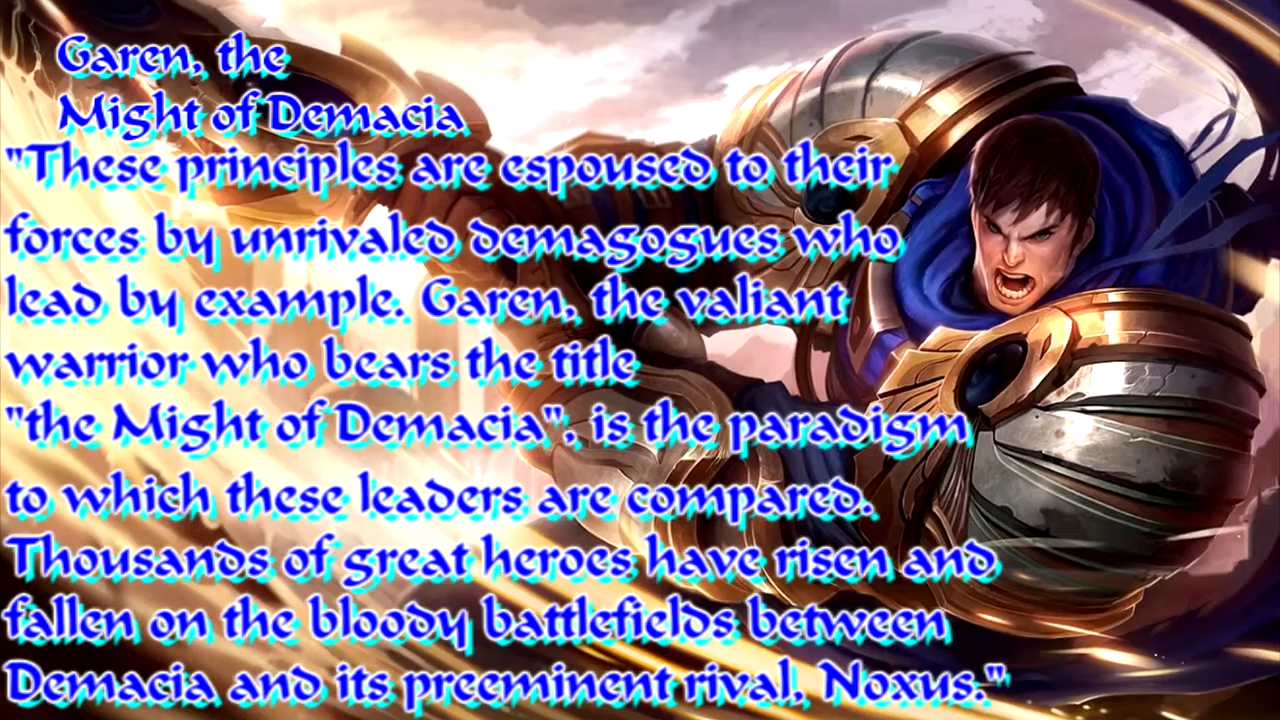 Garen, the
Might of Demacia
"These principles are espoused to their
forces by unrivaled demagogues who
lead by example. Garen, the valiant
warrior who bears the title
"the Might of Demacia", is the paradigm
to which these leaders are compared.
Thousands of great heroes have risen and
fallen on the bloody battlefields between
Demacia and its preeminent rival, Noxus."